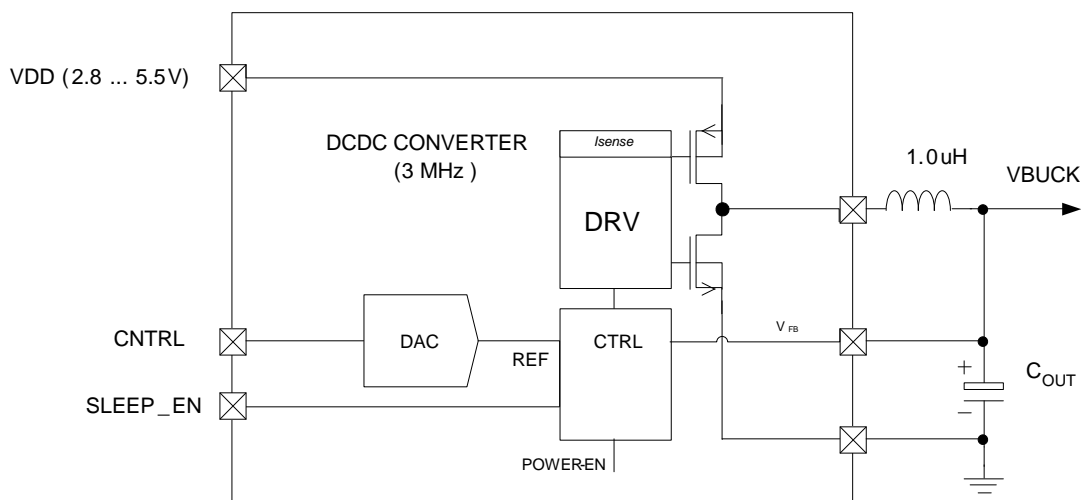 VDD (2.8 ... 5.5V)
DCDC CONVERTER
(3 MHz )
Isense
DRV
1.0uH
VBUCK
CNTRL
DAC
REF
CTRL
V FB
+
COUT
SLEEP_EN
−
POWER-EN